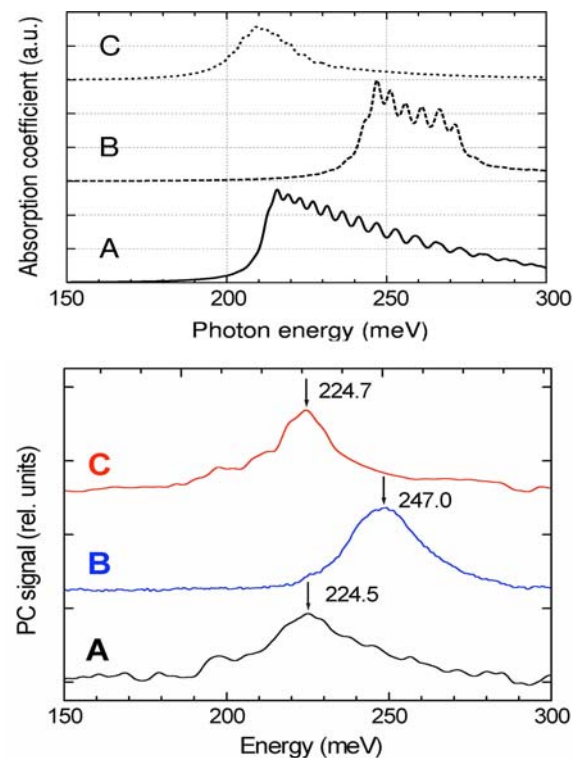 Absorption coefficient (a.u.)
C
B
A
150 200 250 300
Photon energy (meV)
PC signal (rel. units)
224.7
C
247.0
B
224.5
A
150 200 250 300
Energy (meV)